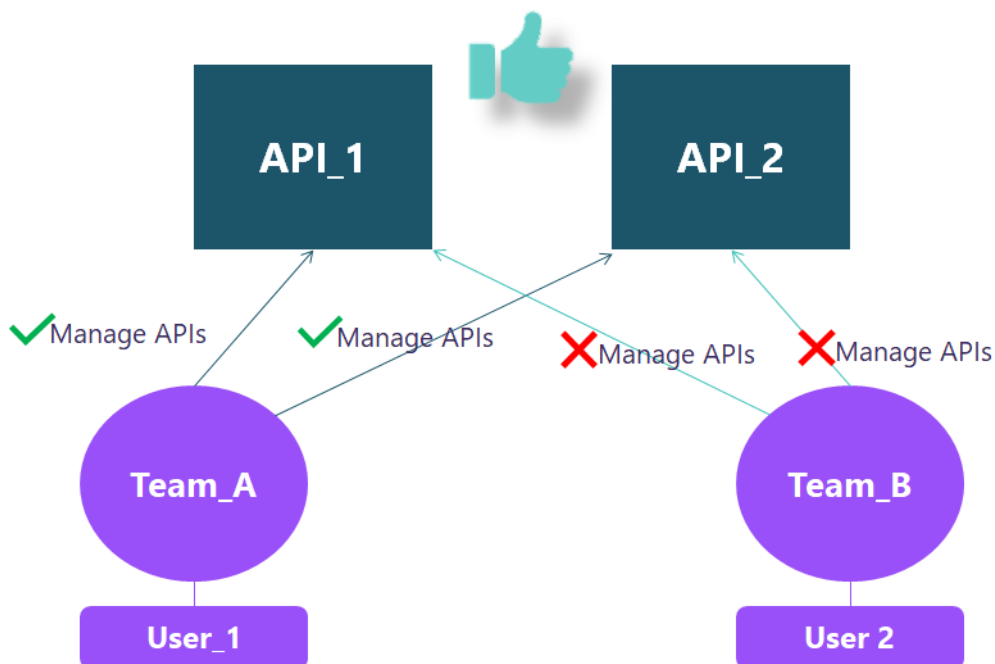 API_1
API_2
Manage APIs
Manage APIs
Manage APIs
Manage APIs
Team_A
Team_B
User_1
User 2